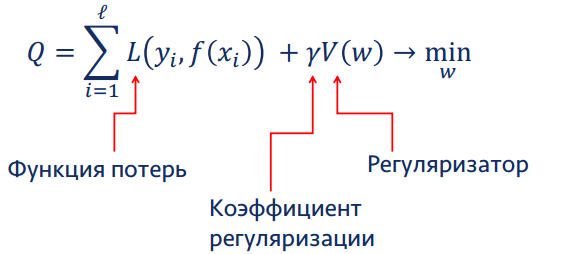 Q = ∑_{i=1}^{ℓ} L(y_i, f(x_i)) + γV(w) → min_w
Функция потерь
Регуляризатор
Коэффициент
регуляризации